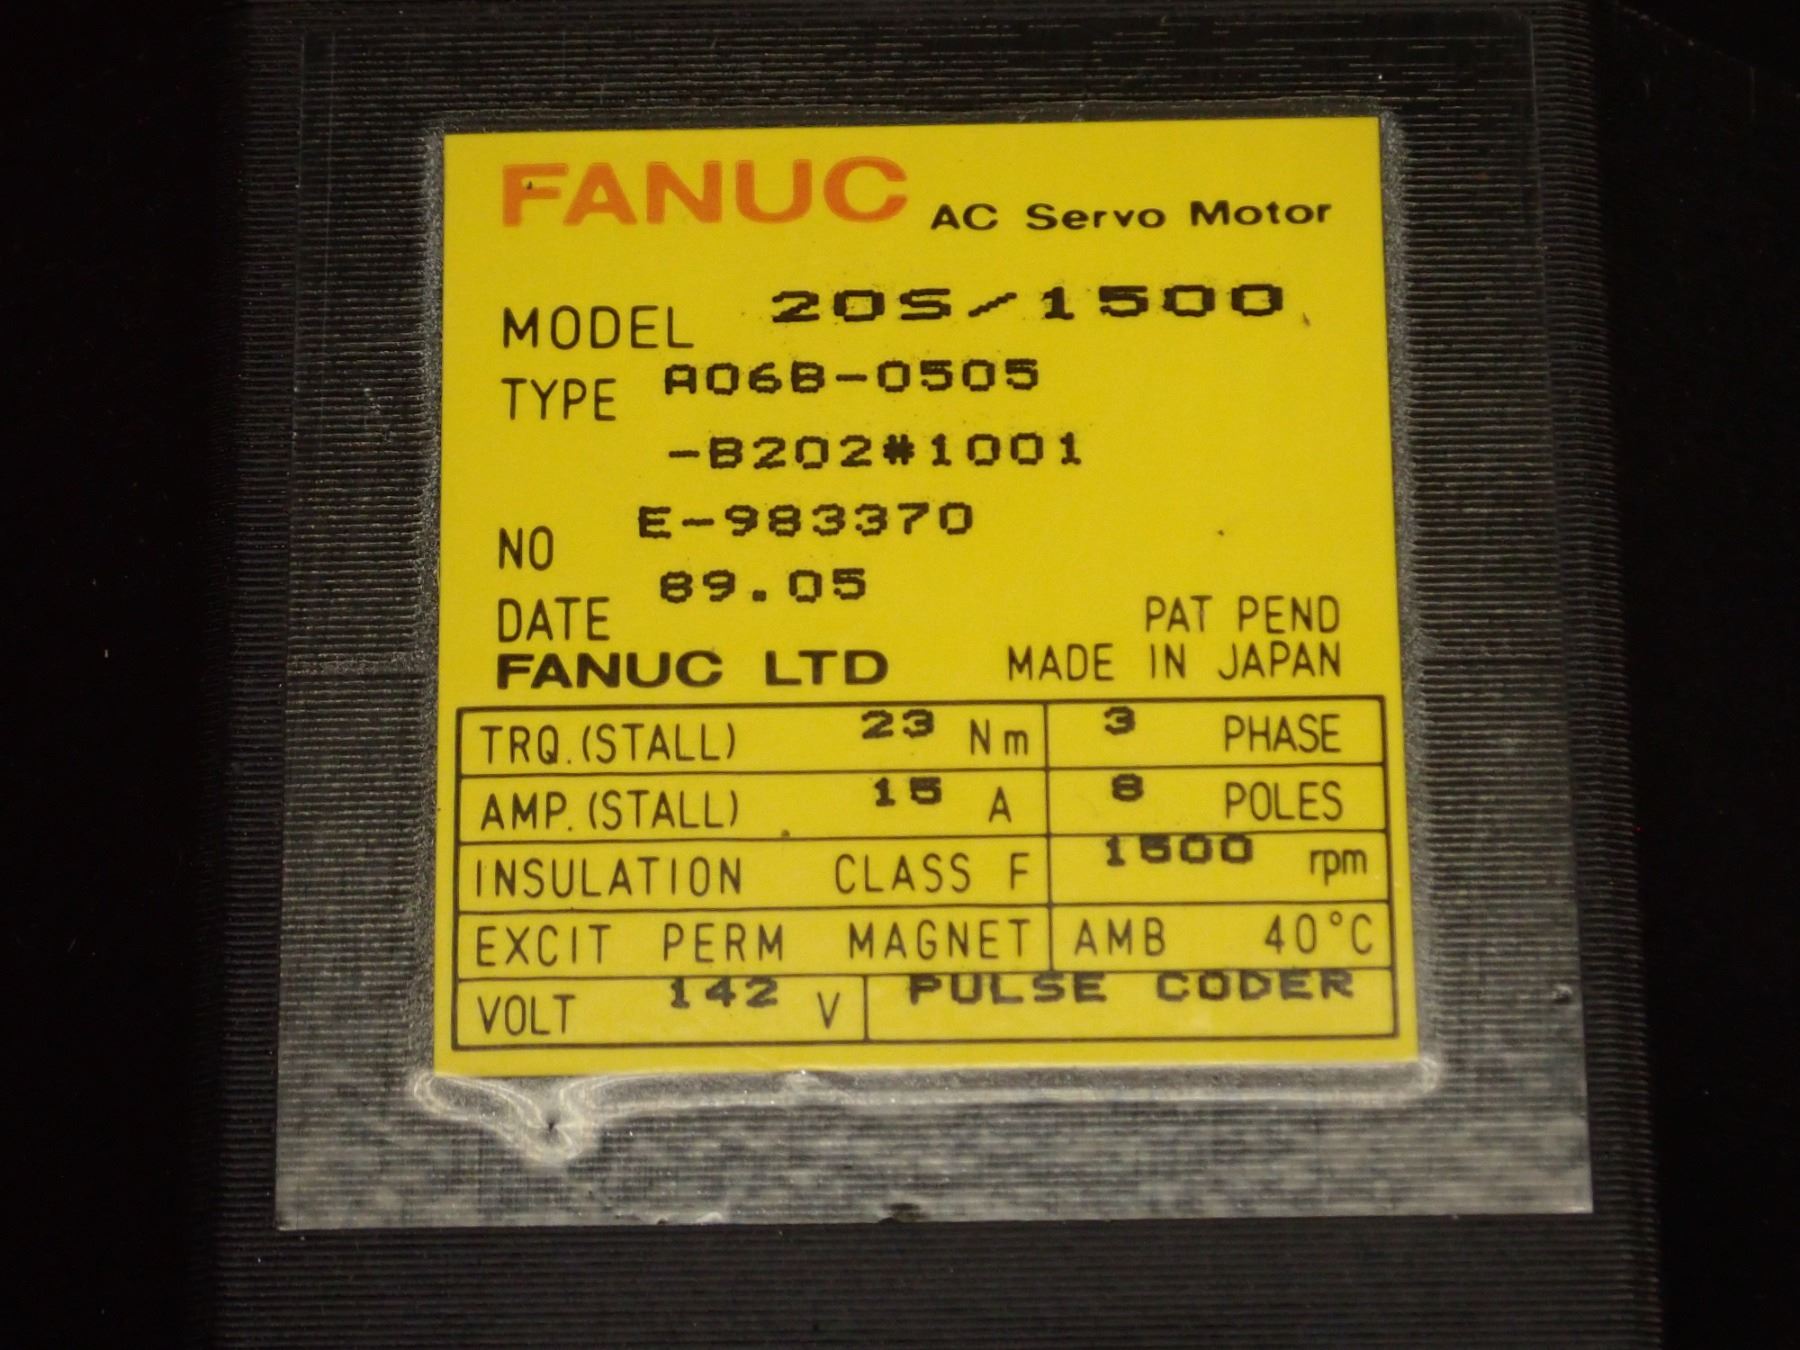 FANUC AC Servo Motor
MODEL 20S/1500
TYPE A06B-0505
-B202#1001
NO E-983370
DATE 89.05
PAT PEND
FANUC LTD MADE IN JAPAN
TRQ.(STALL) 23 Nm 3 PHASE
AMP.(STALL) 15 A 8 POLES
INSULATION CLASS F 1500 rpm
EXCIT PERM MAGNET AMB 40°C
VOLT 142 V PULSE CODER